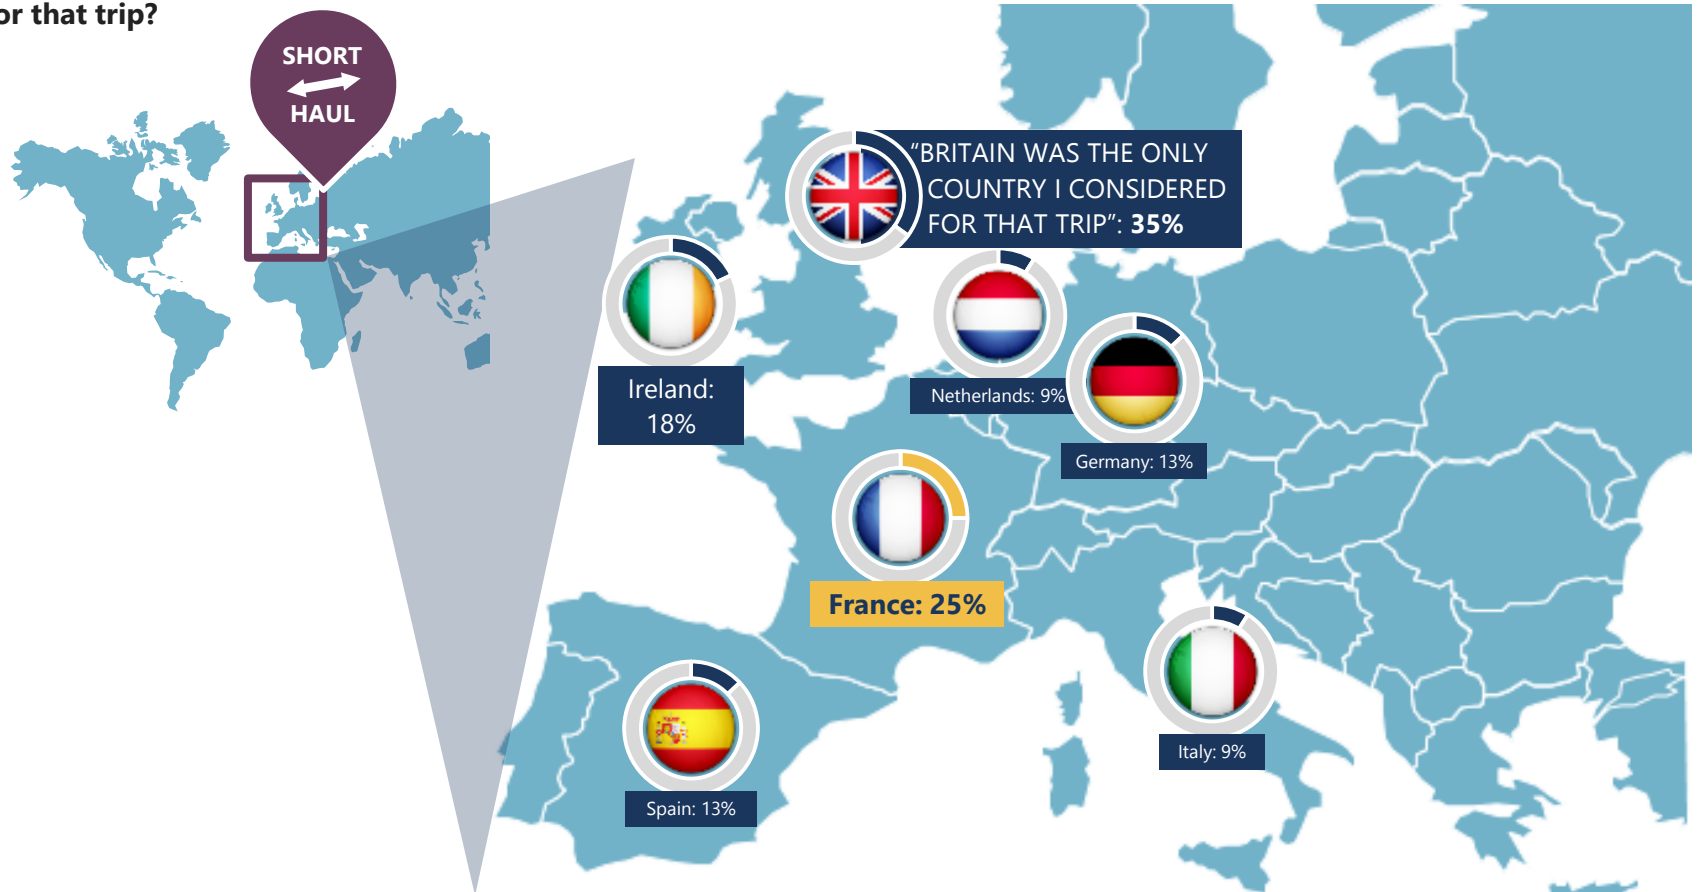 or that trip?
SHORT
HAUL
“BRITAIN WAS THE ONLY
COUNTRY I CONSIDERED
FOR THAT TRIP”: 35%
Ireland:
18%
Netherlands: 9%
Germany: 13%
France: 25%
Italy: 9%
Spain: 13%